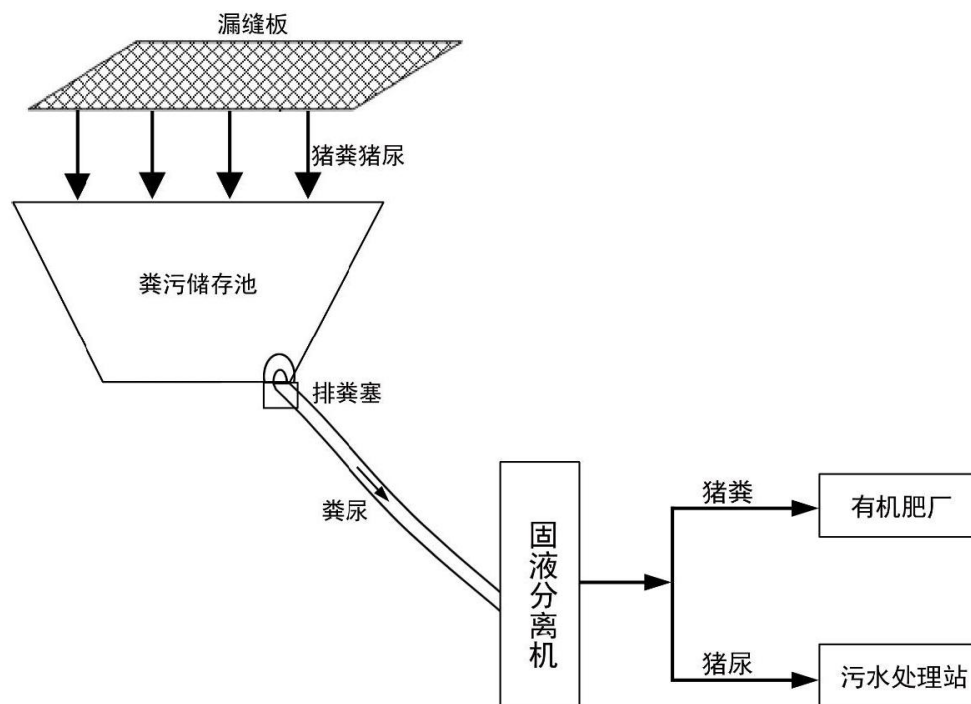 漏缝板
猪粪猪尿
粪污储存池
排粪塞
粪尿
固液分离机
猪粪
有机肥厂
猪尿
污水处理站